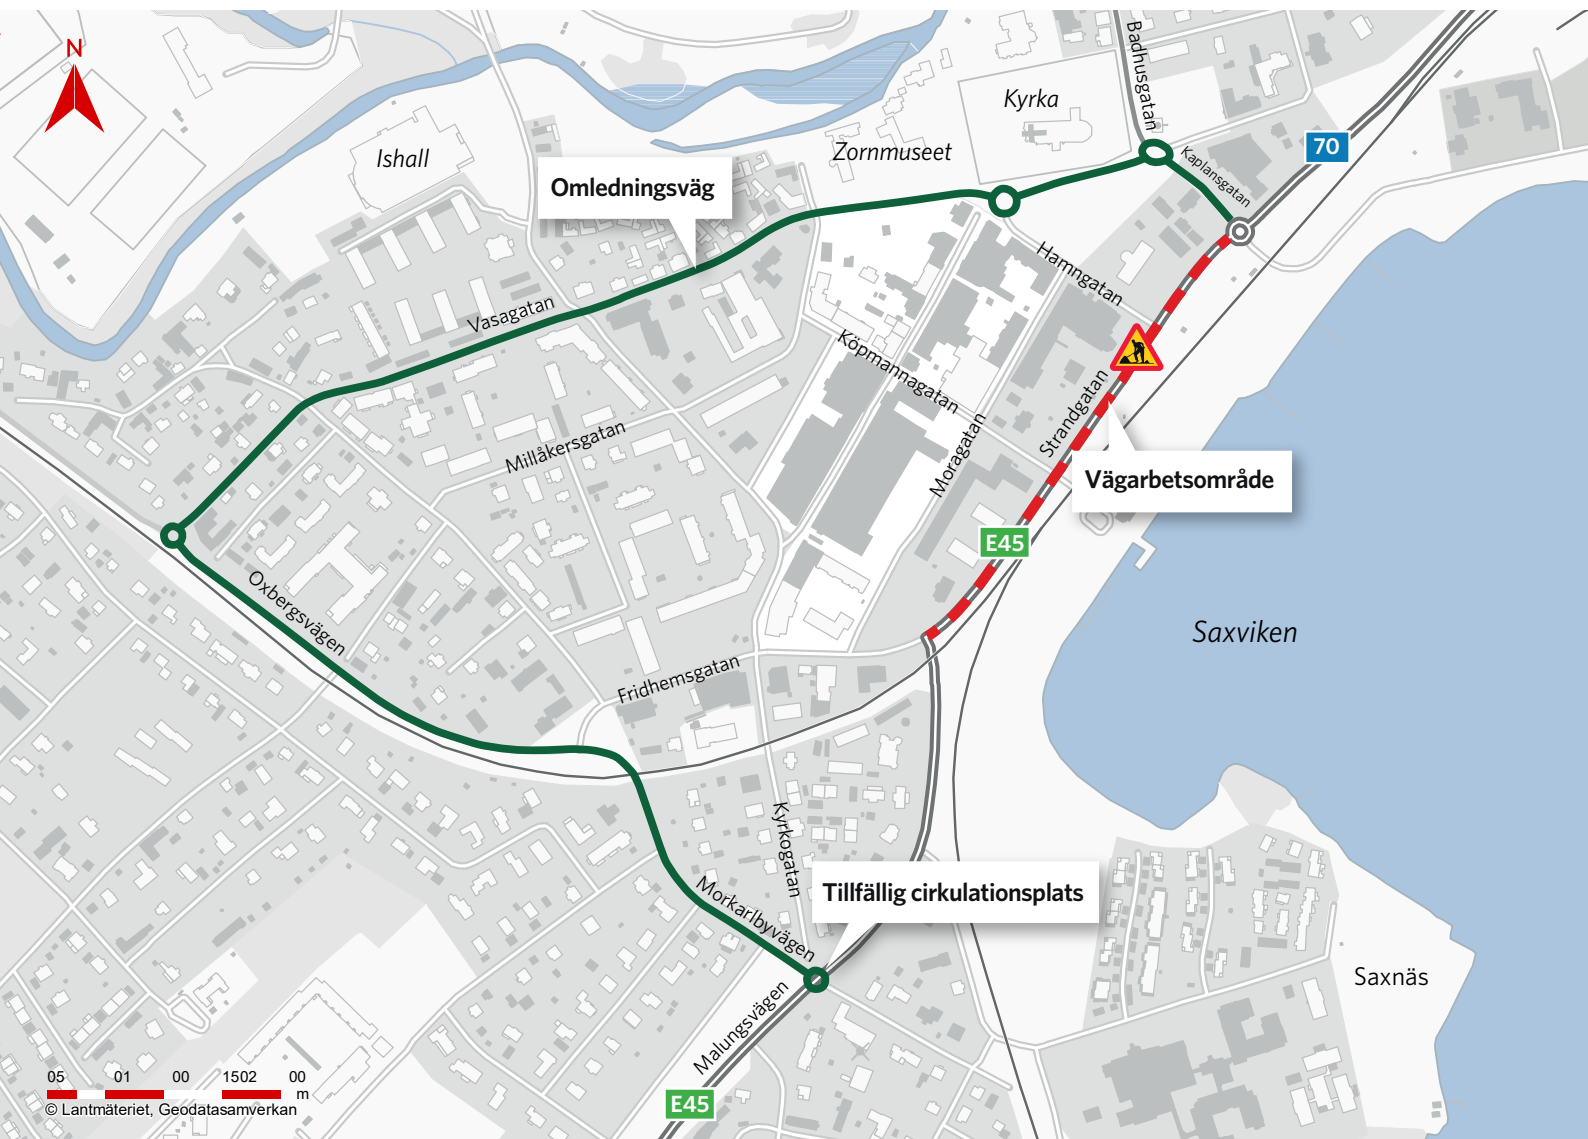 N
Badhusgatan
Kyrka
70
Kaplansgatan
Ishall
Zornmuseet
Omledningsväg
Hamngatan
Vasagatan
Köpmannagatan
Strandgatan
Millåkersgatan
Moragatan
Vägarbetsområde
E45
Oxbergsvägen
Saxviken
Fridhemsgatan
Kyrkogatan
Tillfällig cirkulationsplats
Morkarlbyvägen
Saxnäs
Malungsvägen
05 01 00 1502 00
m
E45
© Lantmäteriet, Geodatasamverkan